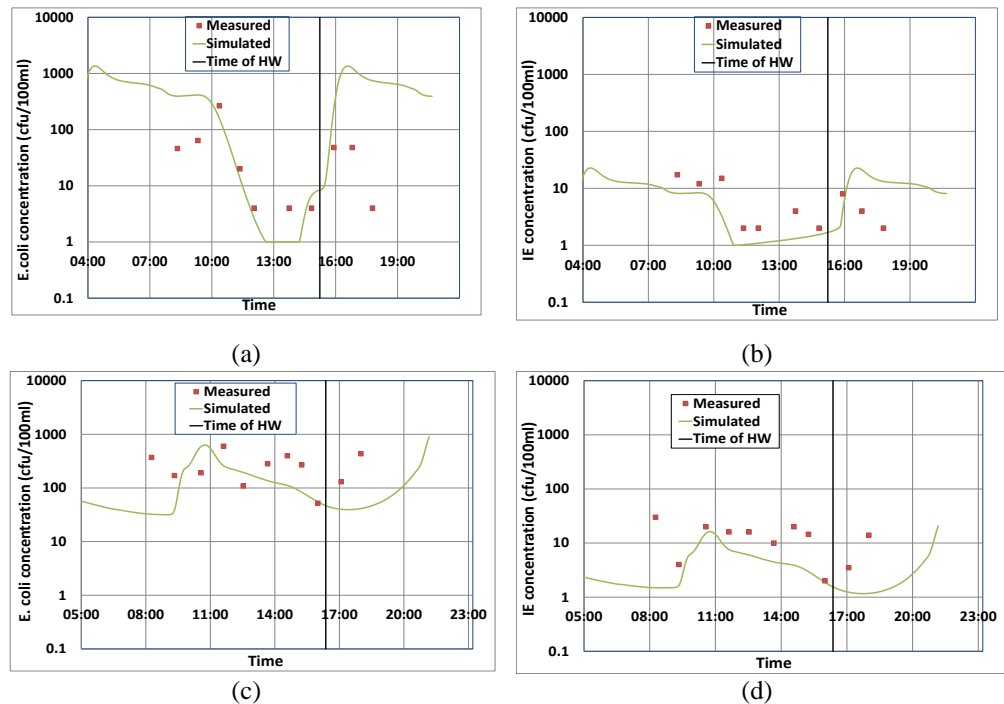 10000
1000
100
10
1
0.1
E.coli concentration (cfu/100ml)
Measured
Simulated
Time of HW
04:00 07:00 10:00 13:00 16:00 19:00
Time
(a)
10000
1000
100
10
1
0.1
IE concentration (cfu/100ml)
Measured
Simulated
Time of HW
04:00 07:00 10:00 13:00 16:00 19:00
Time
(b)
10000
1000
100
10
1
0.1
E. coli concentration (cfu/100ml)
Measured
Simulated
Time of HW
05:00 08:00 11:00 14:00 17:00 20:00 23:00
Time
(c)
10000
1000
100
10
1
0.1
IE concentration (cfu/100ml)
Measured
Simulated
Time of HW
05:00 08:00 11:00 14:00 17:00 20:00 23:00
Time
(d)